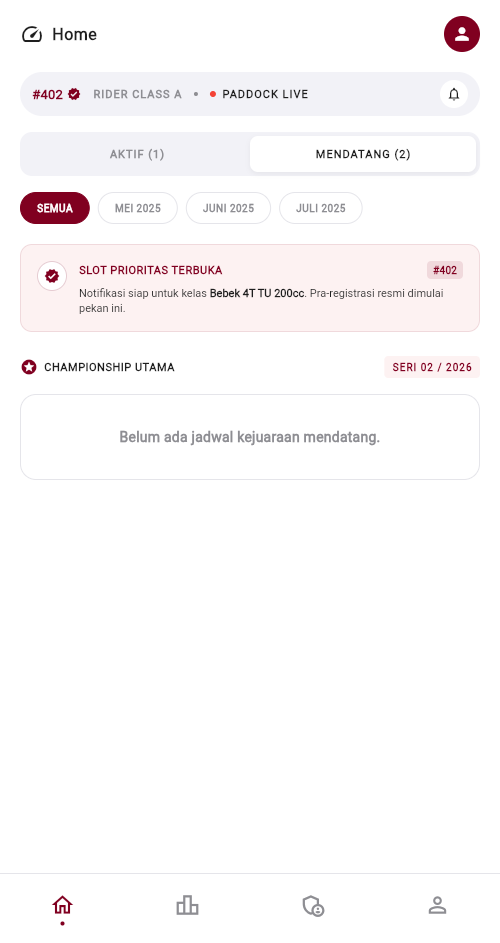 Home
#402 RIDER CLASS A • PADDOCK LIVE
AKTIF (1) MENDATANG (2)
SEMUA MEI 2025 JUNI 2025 JULI 2025
SLOT PRIORITAS TERBUKA #402
Notifikasi siap untuk kelas Bebek 4T TU 200cc. Pra-registrasi resmi dimulai
pekan ini.
CHAMPIONSHIP UTAMA SERI 02 / 2026
Belum ada jadwal kejuaraan mendatang.